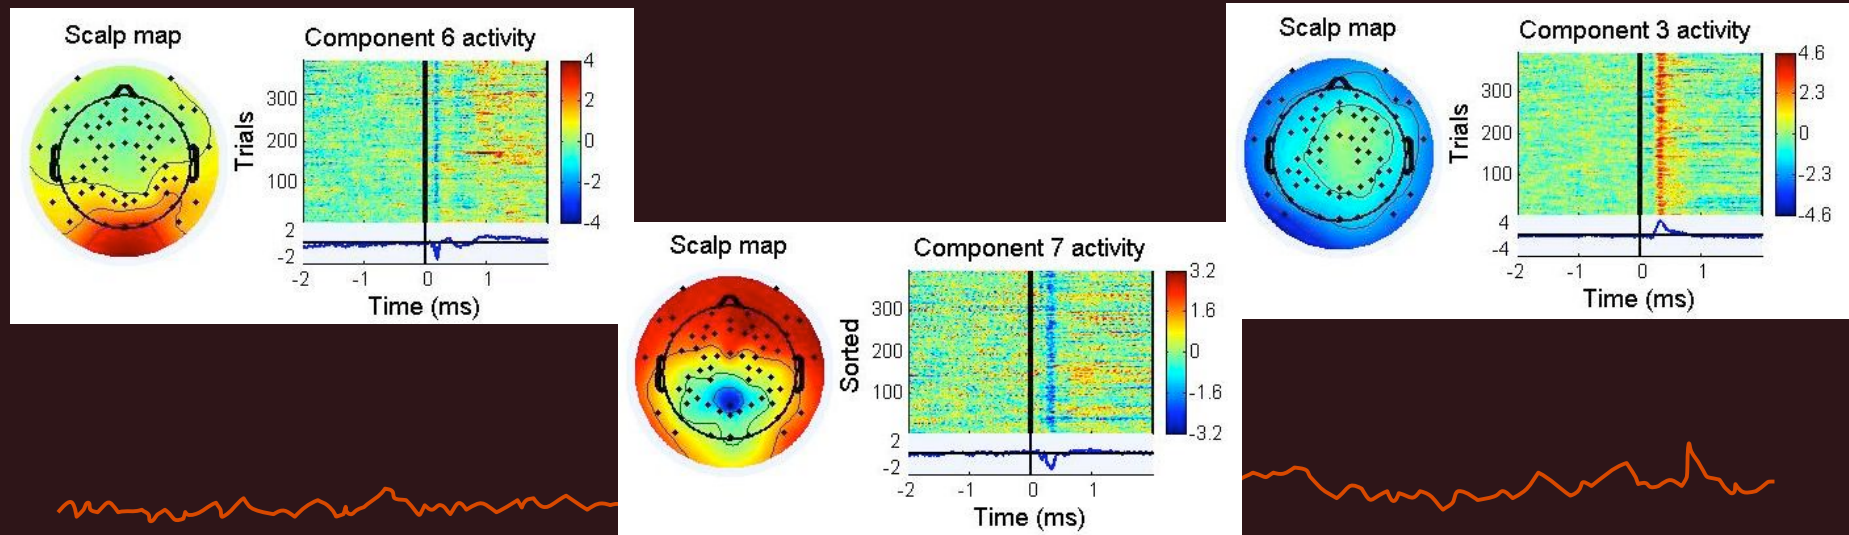 Scalp map
Component 6 activity
4
2
0
-2
-4
Trials
300
200
100
2
-2
-2 -1 0 1
Time (ms)
Scalp map
Component 7 activity
3.2
1.6
0
-1.6
-3.2
Sorted
300
200
100
2
-2
-2 -1 0 1
Time (ms)
Scalp map
Component 3 activity
4.6
2.3
0
-2.3
-4.6
Trials
300
200
100
4
-4
-2 -1 0 1
Time (ms)